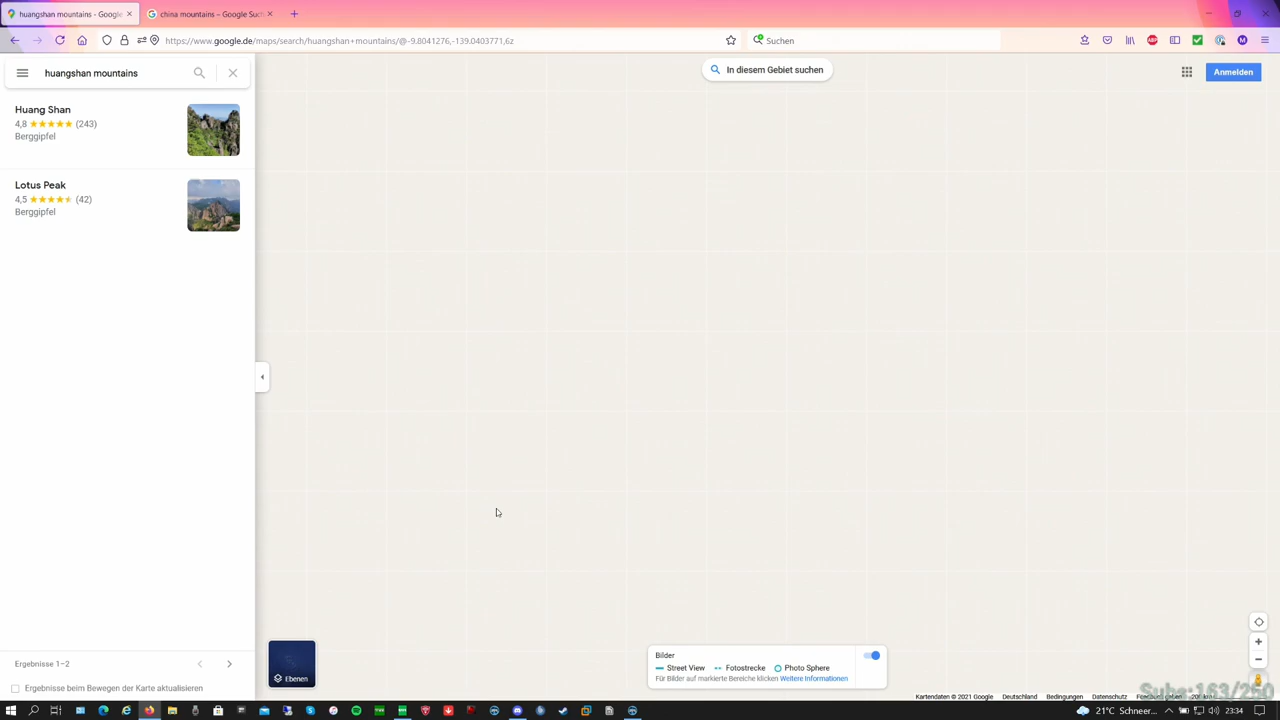 huangshan mountains - Google
china mountains – Google Such
https://www.google.de/maps/search/huangshan+mountains/@-9.8041276,-139.0403771,6z
Suchen
huangshan mountains
In diesem Gebiet suchen
Anmelden
Huang Shan
4,8 (243)
Berggipfel
Lotus Peak
4,5 (42)
Berggipfel
Ebenen
Bilder
Street View Fotostrecke Photo Sphere
Für Bilder auf markierte Bereiche klicken Weitere Informationen
Ergebnisse 1–2
Ergebnisse beim Bewegen der Karte aktualisieren
Kartendaten © 2021 Google Deutschland Bedingungen Datenschutz
21°C Schneer... 23:34